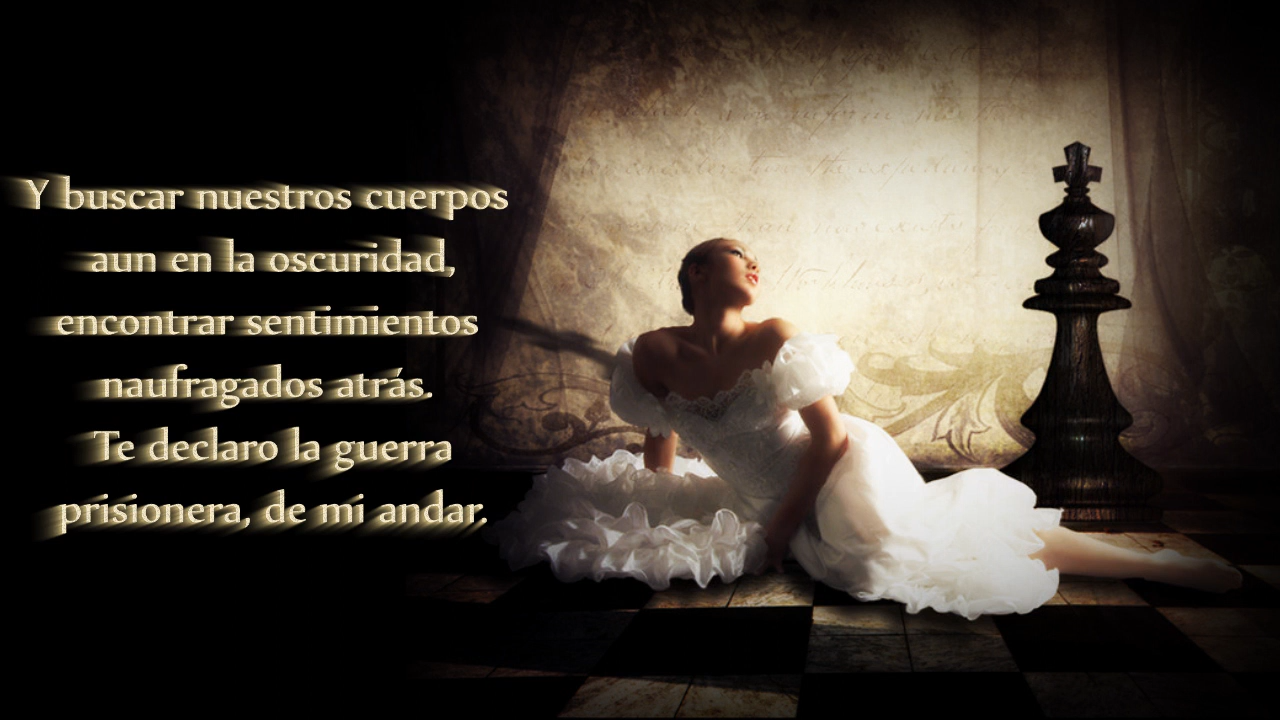 Y buscar nuestros cuerpos
aun en la oscuridad,
encontrar sentimientos
naufragados atrás.
Te declaro la guerra
prisionera, de mi andar.